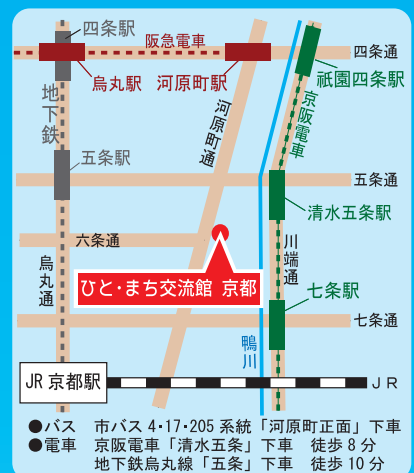 四条駅
阪急電車
四条通
烏丸駅
河原町駅
祇園四条駅
地下鉄
河原町通
京阪電車
五条駅
五条通
清水五条駅
六条通
烏丸通
川端通
ひと・まち交流館 京都
七条駅
七条通
鴨川
JR 京都駅
JR
●バス 市バス 4・17・205 系統「河原町正面」下車
●電車 京阪電車「清水五条」下車 徒歩 8 分
地下鉄烏丸線「五条」下車 徒歩 10 分